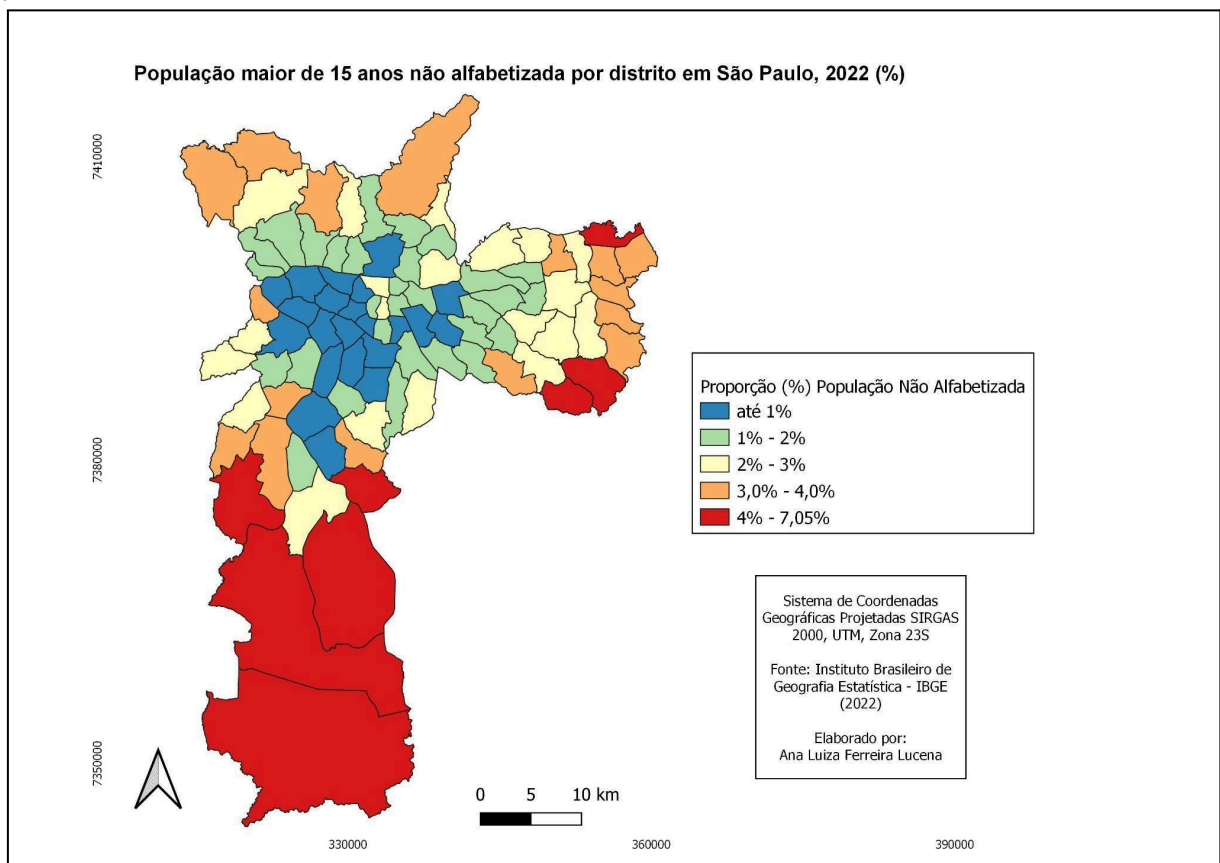 População maior de 15 anos não alfabetizada por distrito em São Paulo, 2022 (%)
7410000
7380000
7350000
Proporção (%) População Não Alfabetizada
até 1%
1% - 2%
2% - 3%
3,0% - 4,0%
4% - 7,05%
Sistema de Coordenadas
Geográficas Projetadas SIRGAS
2000, UTM, Zona 23S
Fonte: Instituto Brasileiro de
Geografia Estatística - IBGE
(2022)
Elaborado por:
Ana Luiza Ferreira Lucena
0 5 10 km
330000 360000 390000